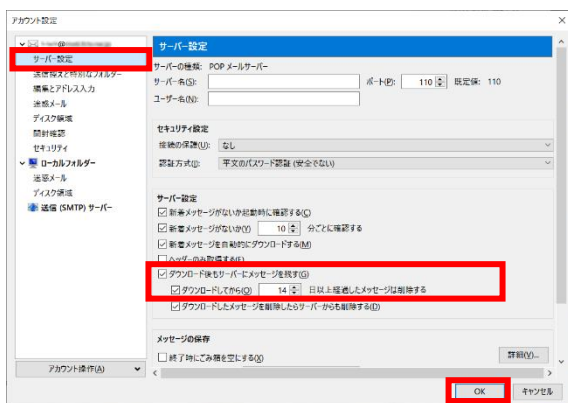 アカウント設定
サーバー設定
送信控えと特別なフォルダー
編集とアドレス入力
迷惑メール
ディスク領域
開封確認
セキュリティ
ローカルフォルダー
迷惑メール
ディスク領域
送信 (SMTP) サーバー
アカウント操作(A)
サーバー設定
サーバーの種類: POP メールサーバー
サーバー名(S): ポート(P): 110 既定値: 110
ユーザー名(N):
セキュリティ設定
接続の保護(U): なし
認証方式(I): 平文のパスワード認証 (安全でない)
サーバー設定
新着メッセージがないか起動時に確認する(C)
新着メッセージがないか(Y) 10 分ごとに確認する
新着メッセージを自動的にダウンロードする(M)
ヘッダーのみ取得する(F)
ダウンロード後もサーバーにメッセージを残す(G)
ダウンロードしてから(O) 14 日以上経過したメッセージは削除する
ダウンロードしたメッセージを削除したらサーバーからも削除する(D)
メッセージの保存
終了時にごみ箱を空にする(X)
詳細(V)...
OK キャンセル